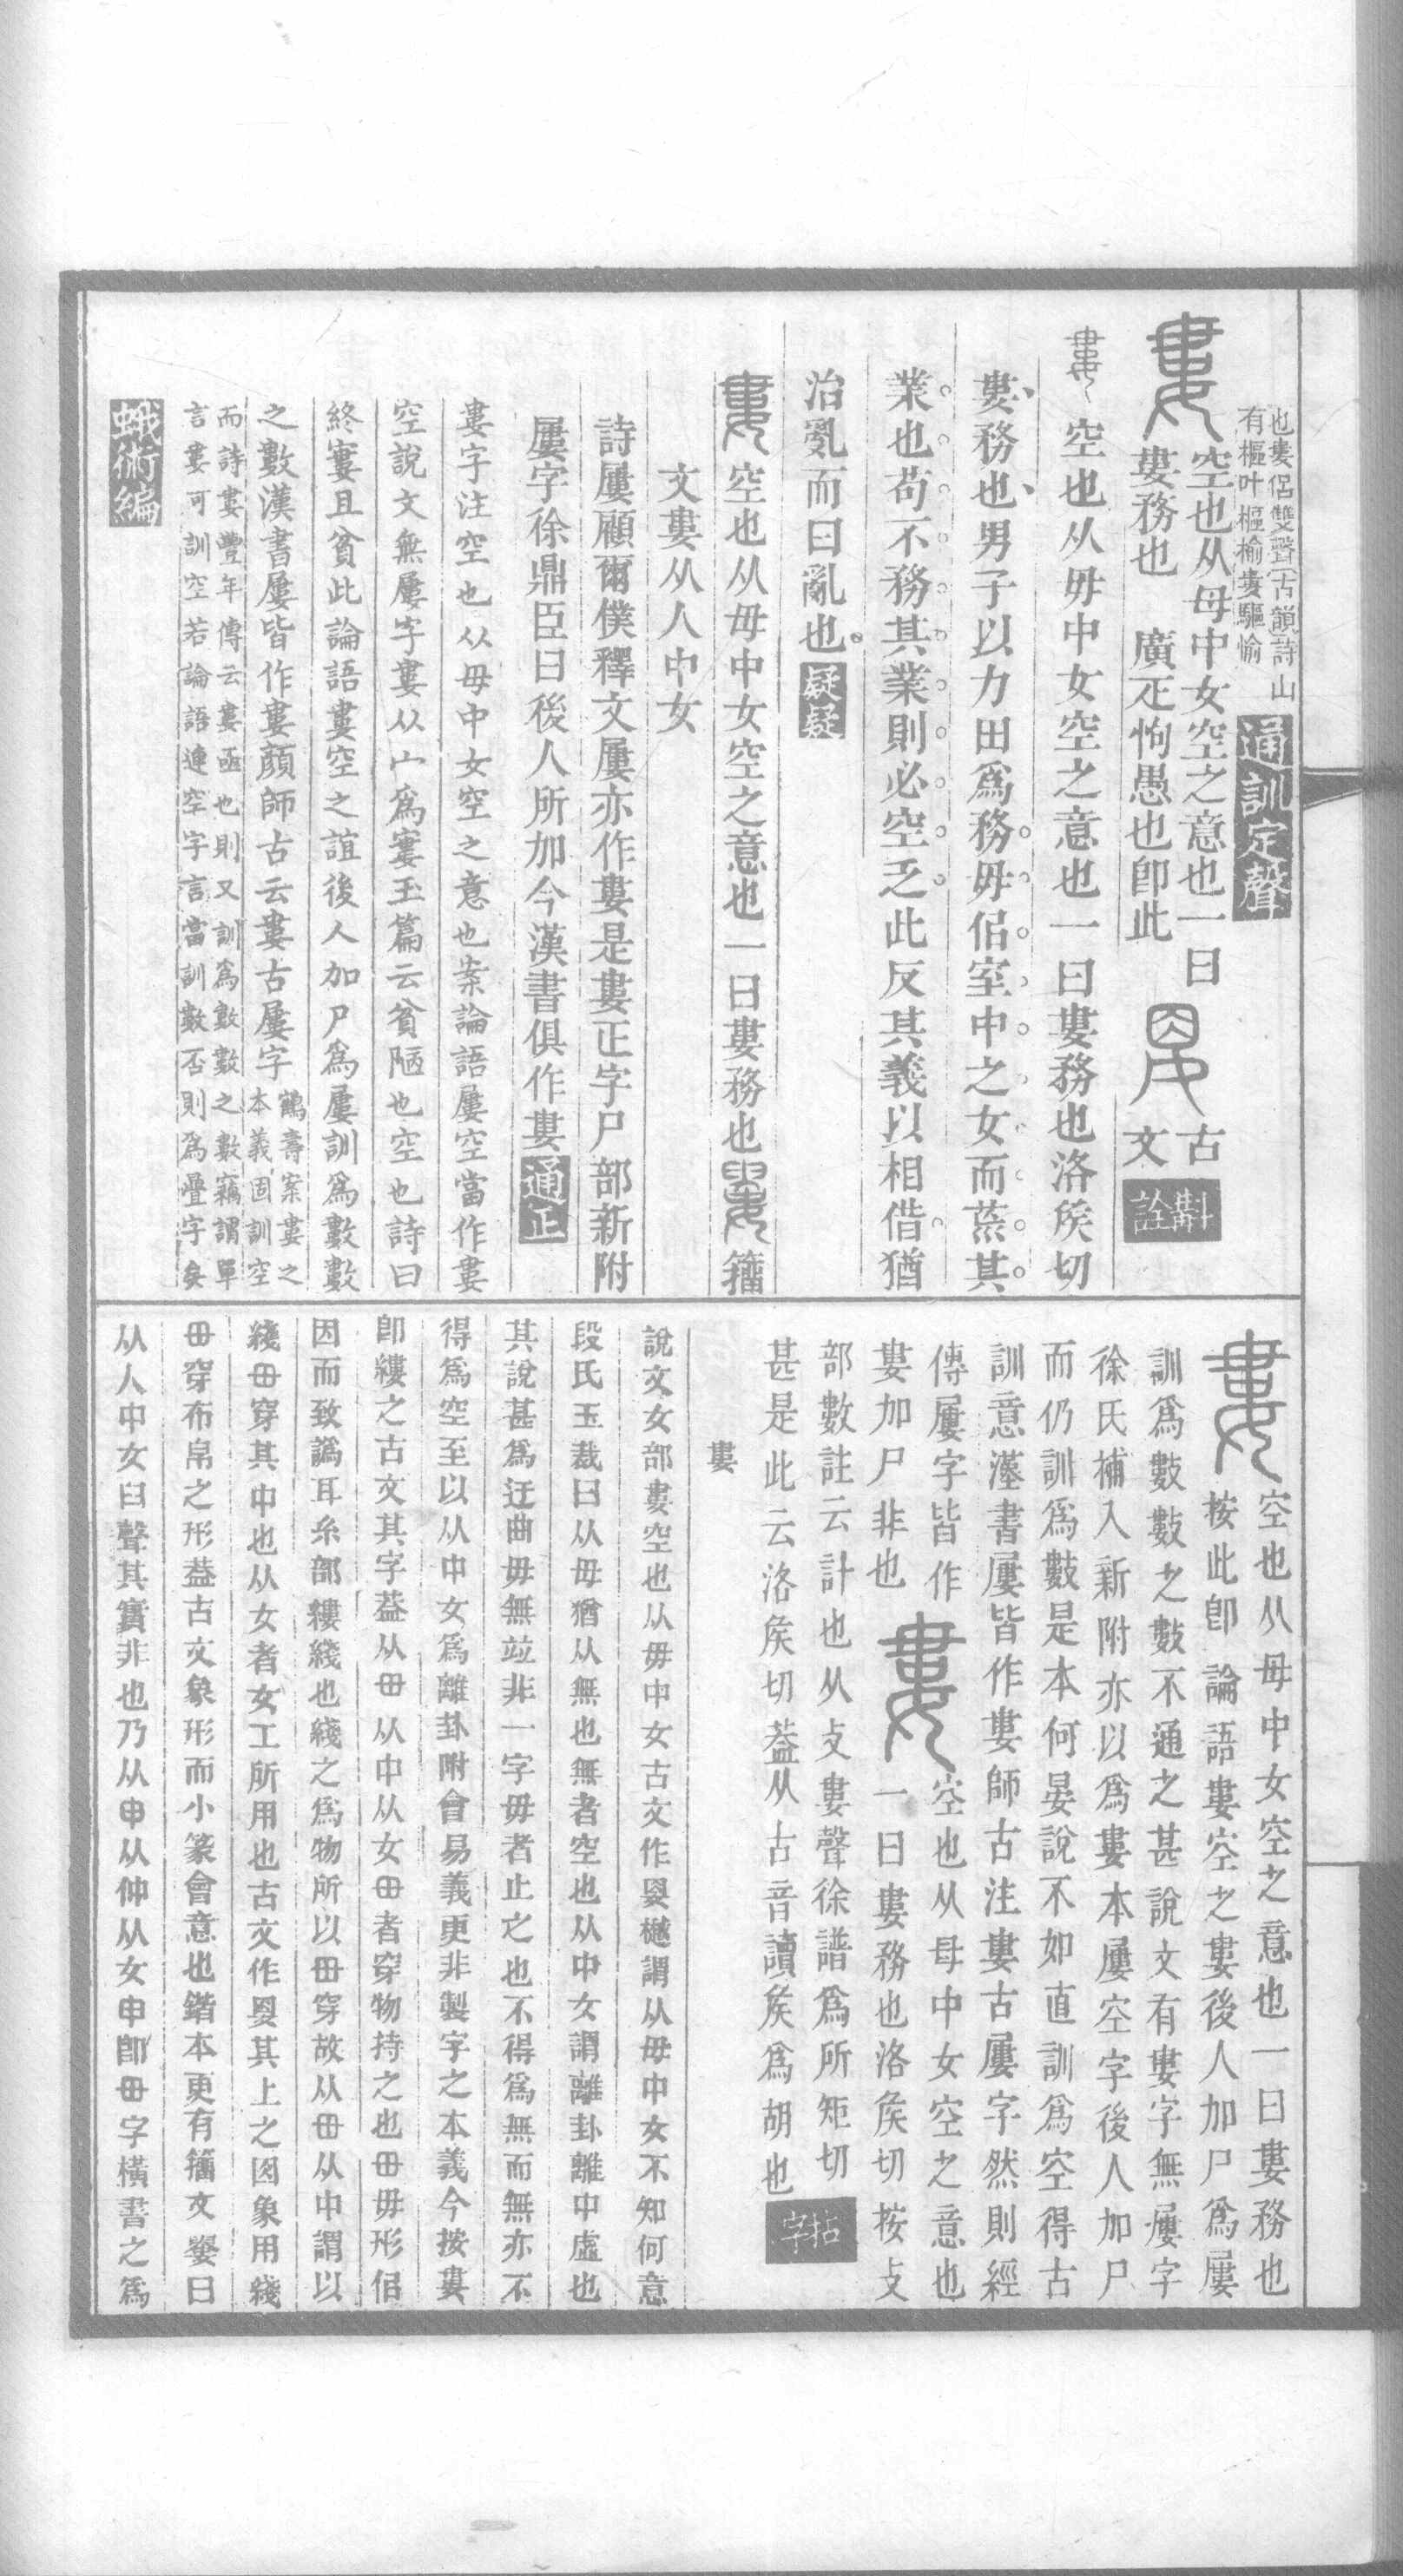 也婁侶雙聲古韻詩山
有樞叶樞榆婁驅愉
通訓定聲
婁
空也从毋中女空之意也一曰
婁務也　廣疋怐愚也卽此
古
文
斠詮
婁空也从毋中女空之意也一曰婁務也洛矦切
婁務也男子以力田爲務毋侶室中之女而蒸其
業也苟不務其業則必空乏此反其義以相借猶
治亂而曰亂也
疑疑
婁空也从毋中女空之意也一曰婁務也籀
文婁从人中女
詩屢顧爾僕釋文屢亦作婁是婁正字尸部新附
屢字徐鼎臣曰後人所加今漢書俱作婁
通正
婁字注空也从毋中女空之意也案論語屢空當作婁
空說文無屢字婁从宀爲寠玉篇云貧陋也空也詩曰
終寠且貧此論語婁空之誼後人加尸爲屢訓爲數數
之數漢書屢皆作婁顏師古云婁古屢字
鶴壽案婁之
本義固訓空
而詩婁豐年傳云婁亟也則又訓爲數數之數竊謂單
言婁可訓空若論語連空字言當訓數否則爲疊字矣
蛾術編
婁
空也从毋中女空之意也一曰婁務也
按此卽論語婁空之婁後人加尸爲屢
訓爲數數之數不通之甚說文有婁字無屢字
徐氏補入新附亦以爲婁本屢空字後人加尸
而仍訓爲數是本何晏說不如直訓爲空得古
訓意漢書屢皆作婁師古注婁古屢字然則經
傳屢字皆作
婁加尸非也
婁
空也从毋中女空之意也
一曰婁務也洛矦切按攴
部數註云計也从攴婁聲徐譜爲所矩切
甚是此云洛矦切葢从古音讀矦爲胡也
拈字
婁
說文女部婁空也从毋中女古文作㛃樾謂从毋中女不知何意
段氏玉裁曰从毋猶从無也無者空也从中女謂離卦離中虛也
其說甚爲迂曲毋無竝非一字毋者止之也不得爲無而無亦不
得爲空至以从中女爲離卦附會易義更非製字之本義今按婁
卽縷之古文其字葢从毌从中从女毌者穿物持之也毌毋形侶
因而致譌耳糸部縷綫也綫之爲物所以毌穿故从毌从中謂以
綫毌穿其中也从女者女工所用也古文作㛃其上之囡象用綫
毌穿布帛之形葢古文象形而小篆會意也鍇本更有籀文㜢曰
从人中女臼聲其實非也乃从申从仲从女申卽毌字橫書之爲